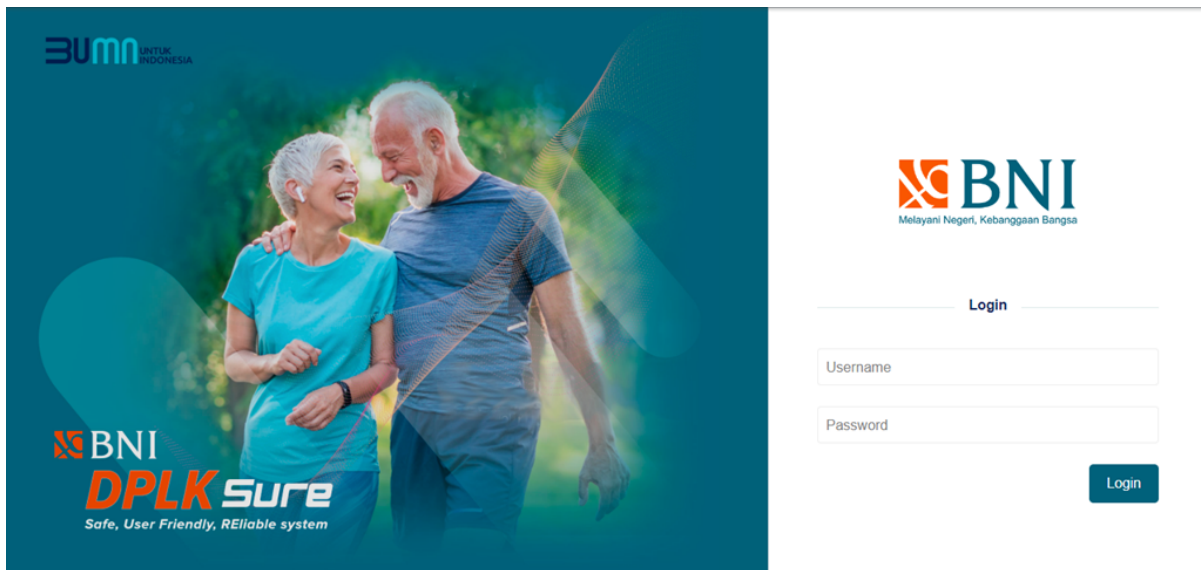 BUMN UNTUK
INDONESIA
BNI
DPLK Sure
Safe, User Friendly, REliable system
BNI
Melayani Negeri, Kebanggaan Bangsa
Login
Username
Password
Login